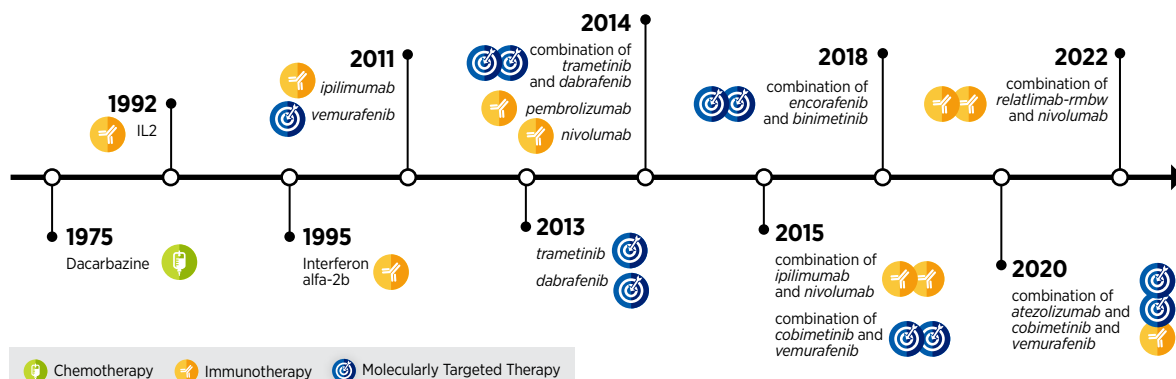 1992
IL2
2011
ipilimumab
vemurafenib
2014
combination of
trametinib
and dabrafenib
pembrolizumab
nivolumab
2018
combination of
encorafenib
and binimetinib
2022
combination of
relatlimab-rmbw
and nivolumab
1975
Dacarbazine
1995
Interferon
alfa-2b
2013
trametinib
dabrafenib
2015
combination of
ipilimumab
and nivolumab
combination of
cobimetinib and
vemurafenib
2020
combination of
atezolizumab and
cobimetinib and
vemurafenib
Chemotherapy Immunotherapy Molecularly Targeted Therapy